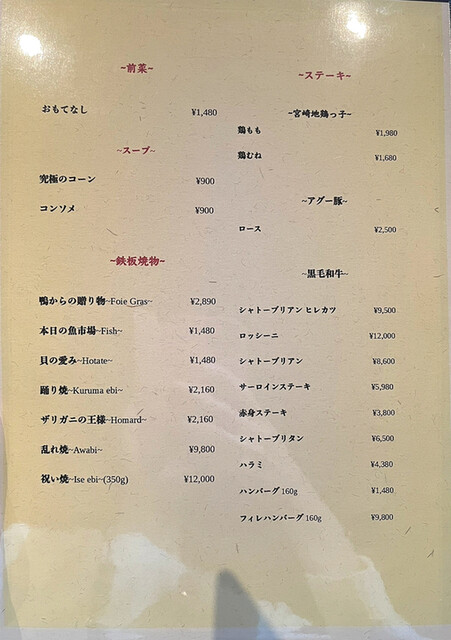 ~前菜~
おもてなし ¥1,480
~スープ~
究極のコーン ¥900
コンソメ ¥900
~鉄板焼物~
鴨からの贈り物~Foie Gras~ ¥2,890
本日の魚市場~Fish~ ¥1,480
貝の愛み~Hotate~ ¥1,480
踊り焼~Kuruma ebi~ ¥2,160
ザリガニの王様~Homard~ ¥2,160
乱れ焼~Awabi~ ¥9,800
祝い焼~Ise ebi~(350g) ¥12,000
~ステーキ~
~宮崎地鶏っ子~
鶏もも ¥1,980
鶏むね ¥1,680
~アグー豚~
ロース ¥2,500
~黒毛和牛~
シャトーブリアン ヒレカツ ¥9,500
ロッシーニ ¥12,000
シャトーブリアン ¥8,600
サーロインステーキ ¥5,980
赤身ステーキ ¥3,800
シャトーブリタン ¥6,500
ハラミ ¥4,380
ハンバーグ 160g ¥1,480
フィレハンバーグ 160g ¥9,800